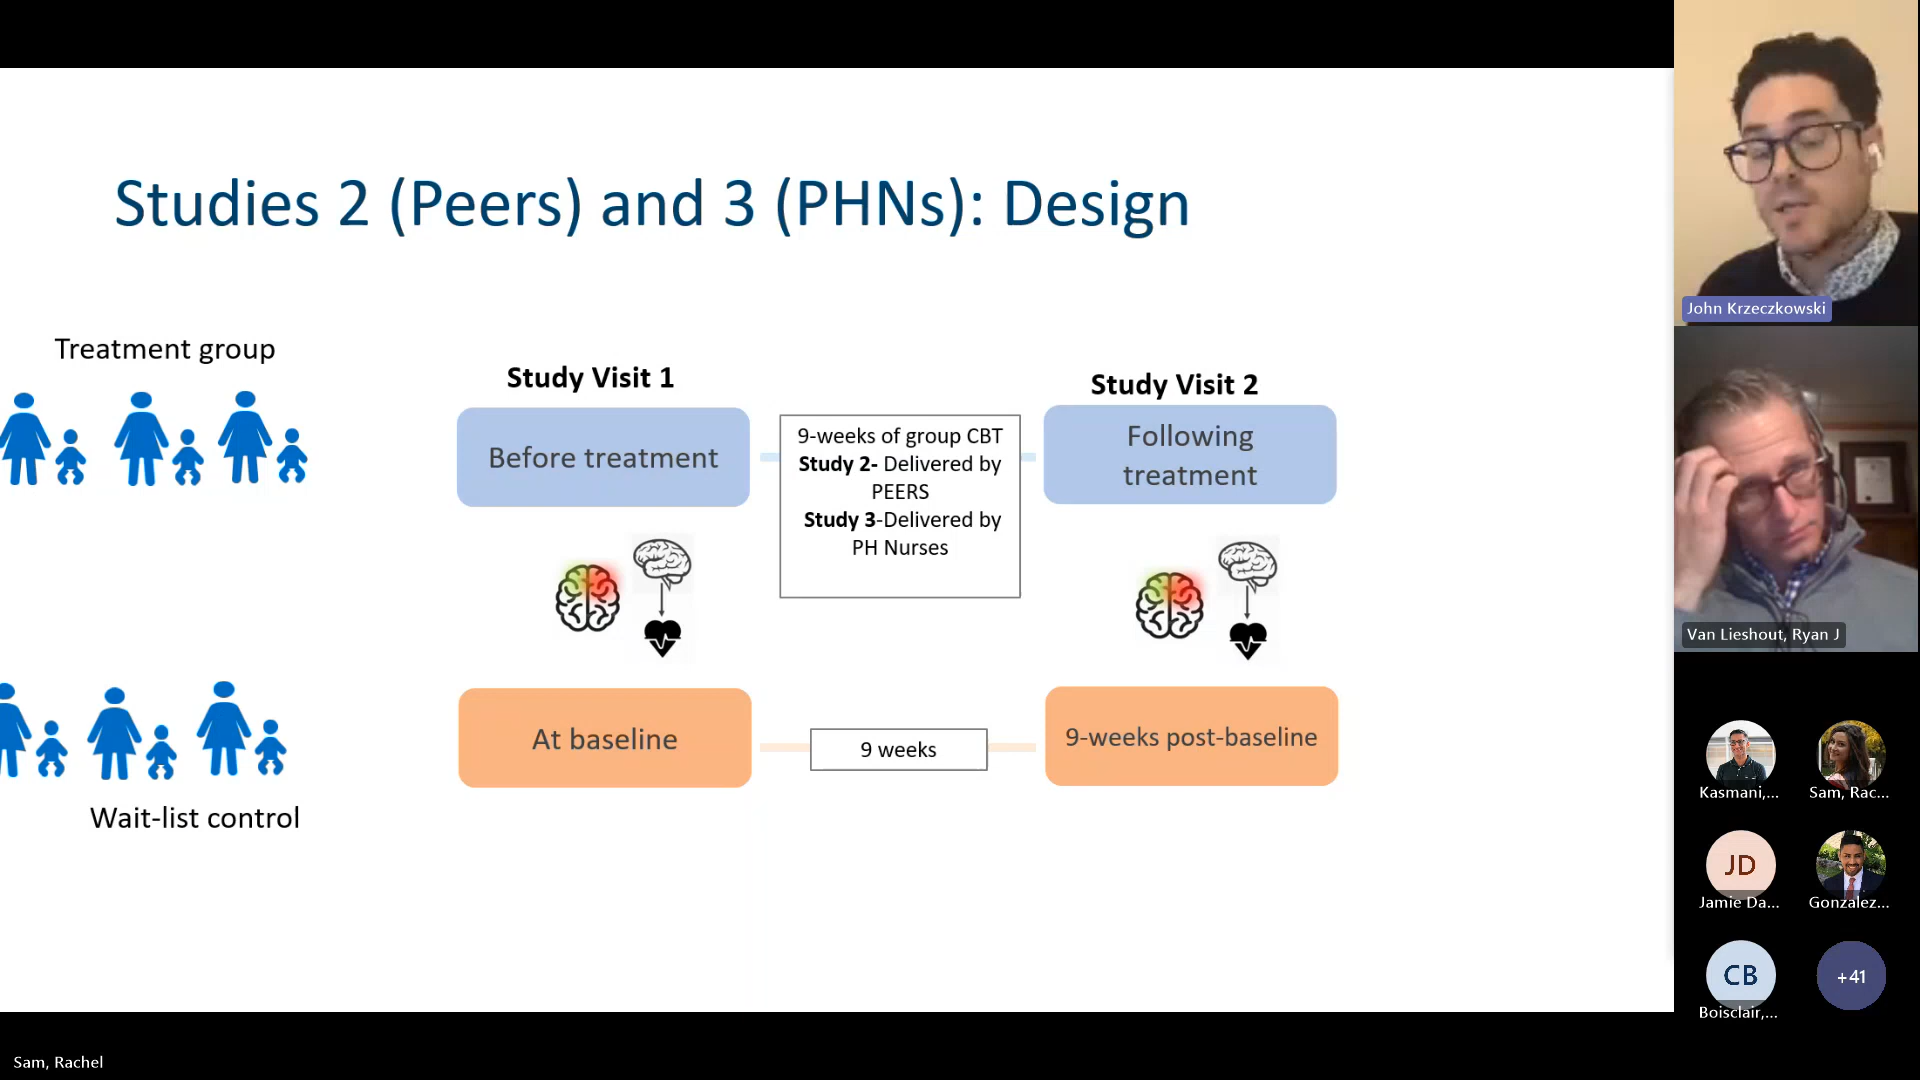 Studies 2 (Peers) and 3 (PHNs): Design
Treatment group
Study Visit 1
Study Visit 2
Before treatment
9-weeks of group CBT
Study 2- Delivered by
PEERS
Study 3-Delivered by
PH Nurses
Following
treatment
At baseline
9 weeks
9-weeks post-baseline
Wait-list control
John Krzeczkowski
Van Lieshout, Ryan J
Kasmani,...
Sam, Rac...
JD
Jamie Da...
Gonzalez...
CB
Boisclair,...
+41
Sam, Rachel